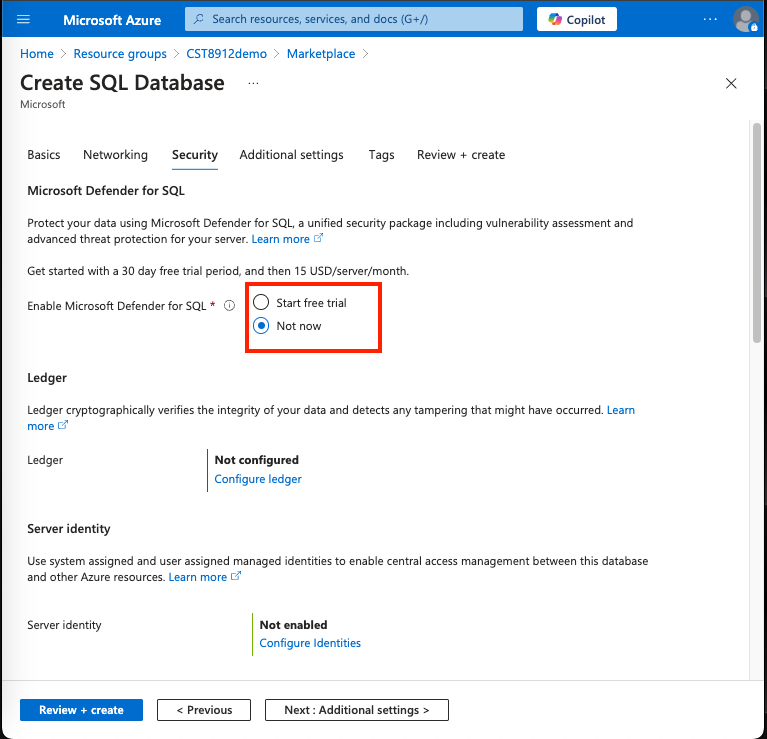 Microsoft Azure
Search resources, services, and docs (G+/)
Copilot
...
Home > Resource groups > CST8912demo > Marketplace >
Create SQL Database ...
Microsoft
Basics Networking Security Additional settings Tags Review + create
Microsoft Defender for SQL
Protect your data using Microsoft Defender for SQL, a unified security package including vulnerability assessment and
advanced threat protection for your server. Learn more
Get started with a 30 day free trial period, and then 15 USD/server/month.
Enable Microsoft Defender for SQL *
Start free trial
Not now
Ledger
Ledger cryptographically verifies the integrity of your data and detects any tampering that might have occurred. Learn
more
Ledger
Not configured
Configure ledger
Server identity
Use system assigned and user assigned managed identities to enable central access management between this database
and other Azure resources. Learn more
Server identity
Not enabled
Configure Identities
Review + create
< Previous
Next : Additional settings >